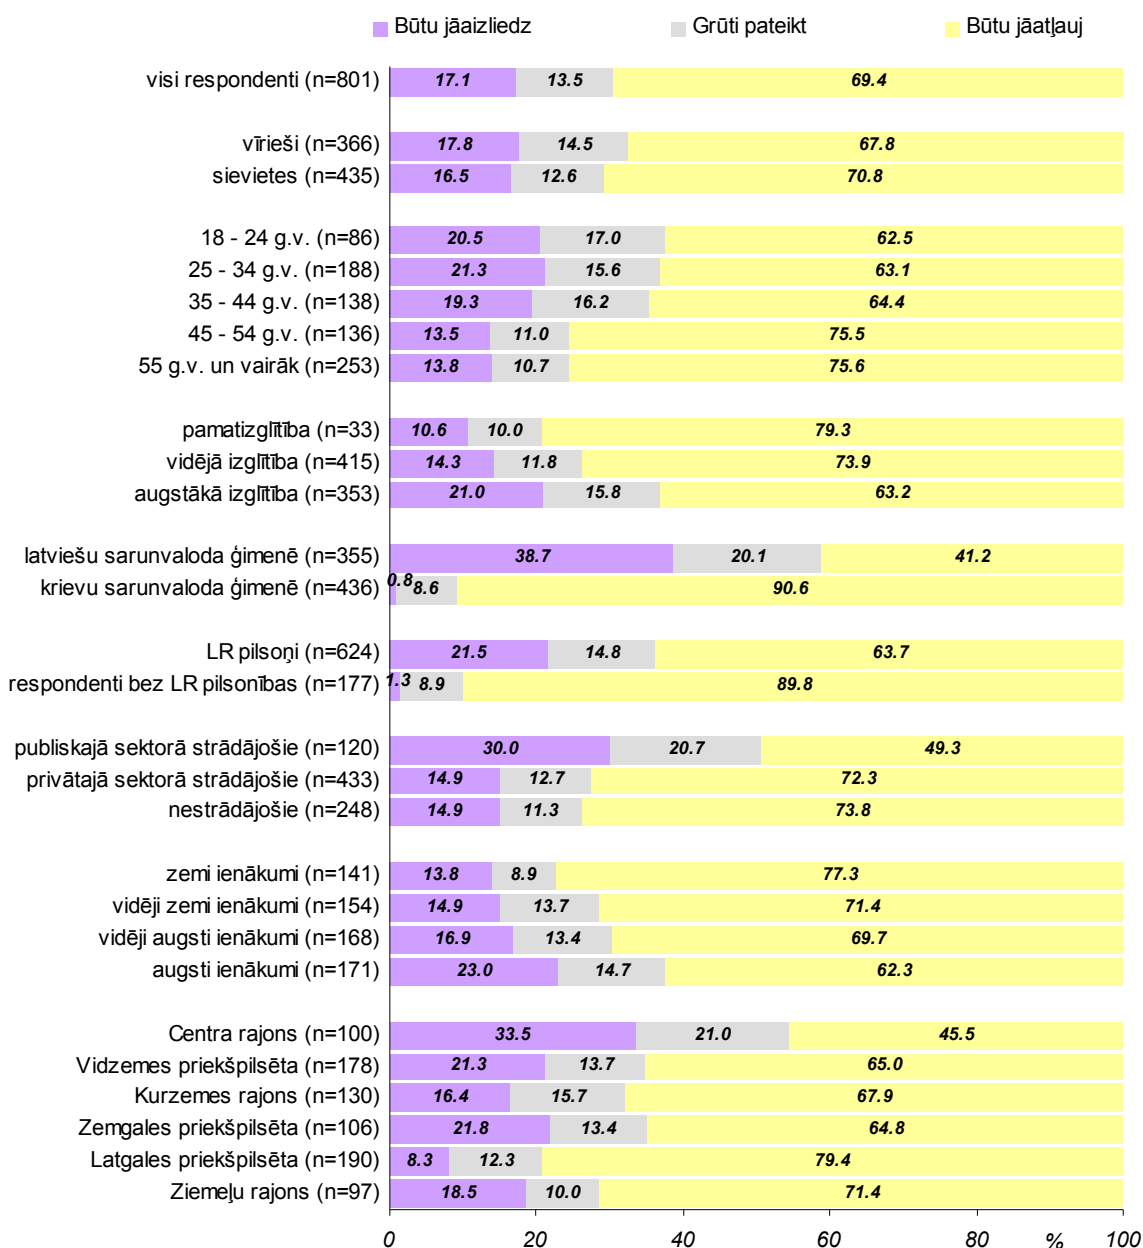 Būtu jāaizliedz Grūti pateikt Būtu jāatļauj
visi respondenti (n=801) 17.1 13.5 69.4
vīrieši (n=366) 17.8 14.5 67.8
sievietes (n=435) 16.5 12.6 70.8
18 - 24 g.v. (n=86) 20.5 17.0 62.5
25 - 34 g.v. (n=188) 21.3 15.6 63.1
35 - 44 g.v. (n=138) 19.3 16.2 64.4
45 - 54 g.v. (n=136) 13.5 11.0 75.5
55 g.v. un vairāk (n=253) 13.8 10.7 75.6
pamatizglītība (n=33) 10.6 10.0 79.3
vidējā izglītība (n=415) 14.3 11.8 73.9
augstākā izglītība (n=353) 21.0 15.8 63.2
latviešu sarunvaloda ģimenē (n=355) 38.7 20.1 41.2
krievu sarunvaloda ģimenē (n=436) 0.8 8.6 90.6
LR pilsoņi (n=624) 21.5 14.8 63.7
respondenti bez LR pilsonības (n=177) 1.3 8.9 89.8
publiskajā sektorā strādājošie (n=120) 30.0 20.7 49.3
privātajā sektorā strādājošie (n=433) 14.9 12.7 72.3
nestrādājošie (n=248) 14.9 11.3 73.8
zemi ienākumi (n=141) 13.8 8.9 77.3
vidēji zemi ienākumi (n=154) 14.9 13.7 71.4
vidēji augsti ienākumi (n=168) 16.9 13.4 69.7
augsti ienākumi (n=171) 23.0 14.7 62.3
Centra rajons (n=100) 33.5 21.0 45.5
Vidzemes priekšpilsēta (n=178) 21.3 13.7 65.0
Kurzemes rajons (n=130) 16.4 15.7 67.9
Zemgales priekšpilsēta (n=106) 21.8 13.4 64.8
Latgales priekšpilsēta (n=190) 8.3 12.3 79.4
Ziemeļu rajons (n=97) 18.5 10.0 71.4
0 20 40 60 80 % 100